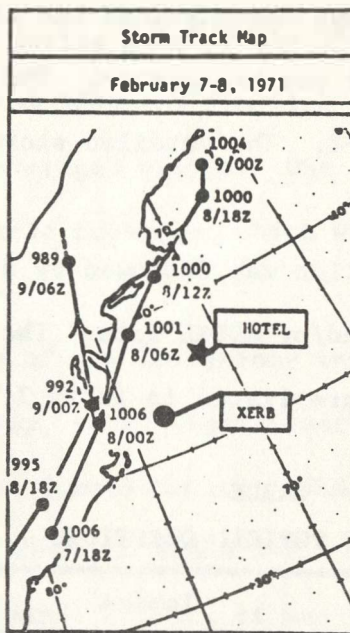 Storm Track Map
February 7-8, 1971
1004
9/00Z
1000
8/18Z
70°
989
9/06Z
1000
8/12Z
1001
8/06Z
HOTEL
992
9/00Z
1006
8/00Z
XERB
995
8/18Z
1006
7/18Z
80°
30°
70°